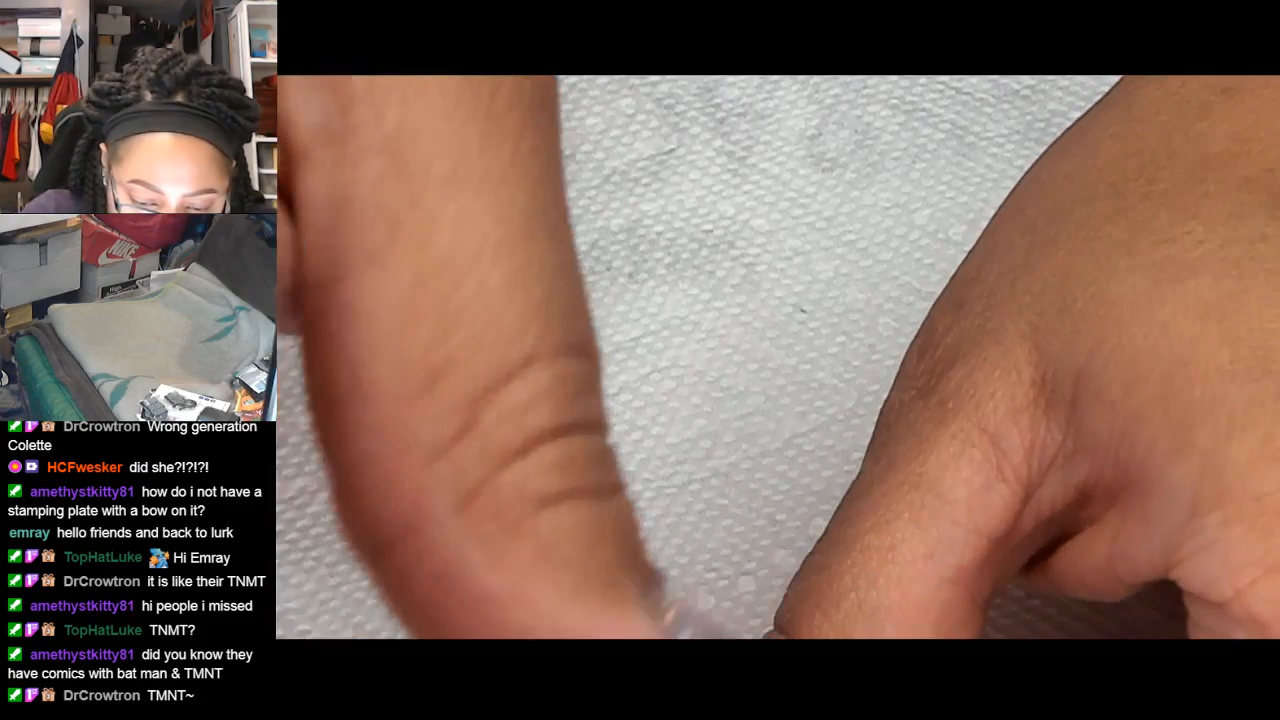 NIKE
High
DrCrowtron Wrong generation
Colette
HCFwesker did she?!?!?!
amethystkitty81 how do i not have a
stamping plate with a bow on it?
emray hello friends and back to lurk
TopHatLuke Hi Emray
DrCrowtron it is like their TNMT
amethystkitty81 hi people i missed
TopHatLuke TNMT?
amethystkitty81 did you know they
have comics with bat man & TMNT
DrCrowtron TMNT~